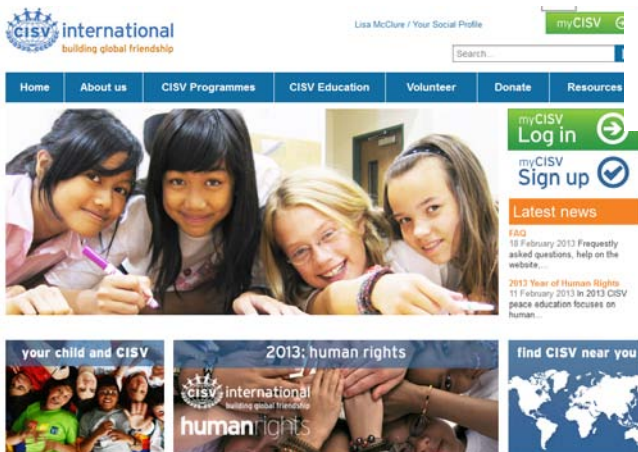 CISV international
building global friendship
Lisa McClure / Your Social Profile
myCISV
Search...
Home
About us
CISV Programmes
CISV Education
Volunteer
Donate
Resources
myCISV
Log in
myCISV
Sign up
Latest news
FAQ
18 February 2013 Frequestly
asked questions, help on the
website,...
2013 Year of Human Rights
11 February 2013 In 2013 CISV
peace education focuses on
human...
your child and CISV
2013: human rights
CISV international
building global friendship
humanrights
find CISV near you